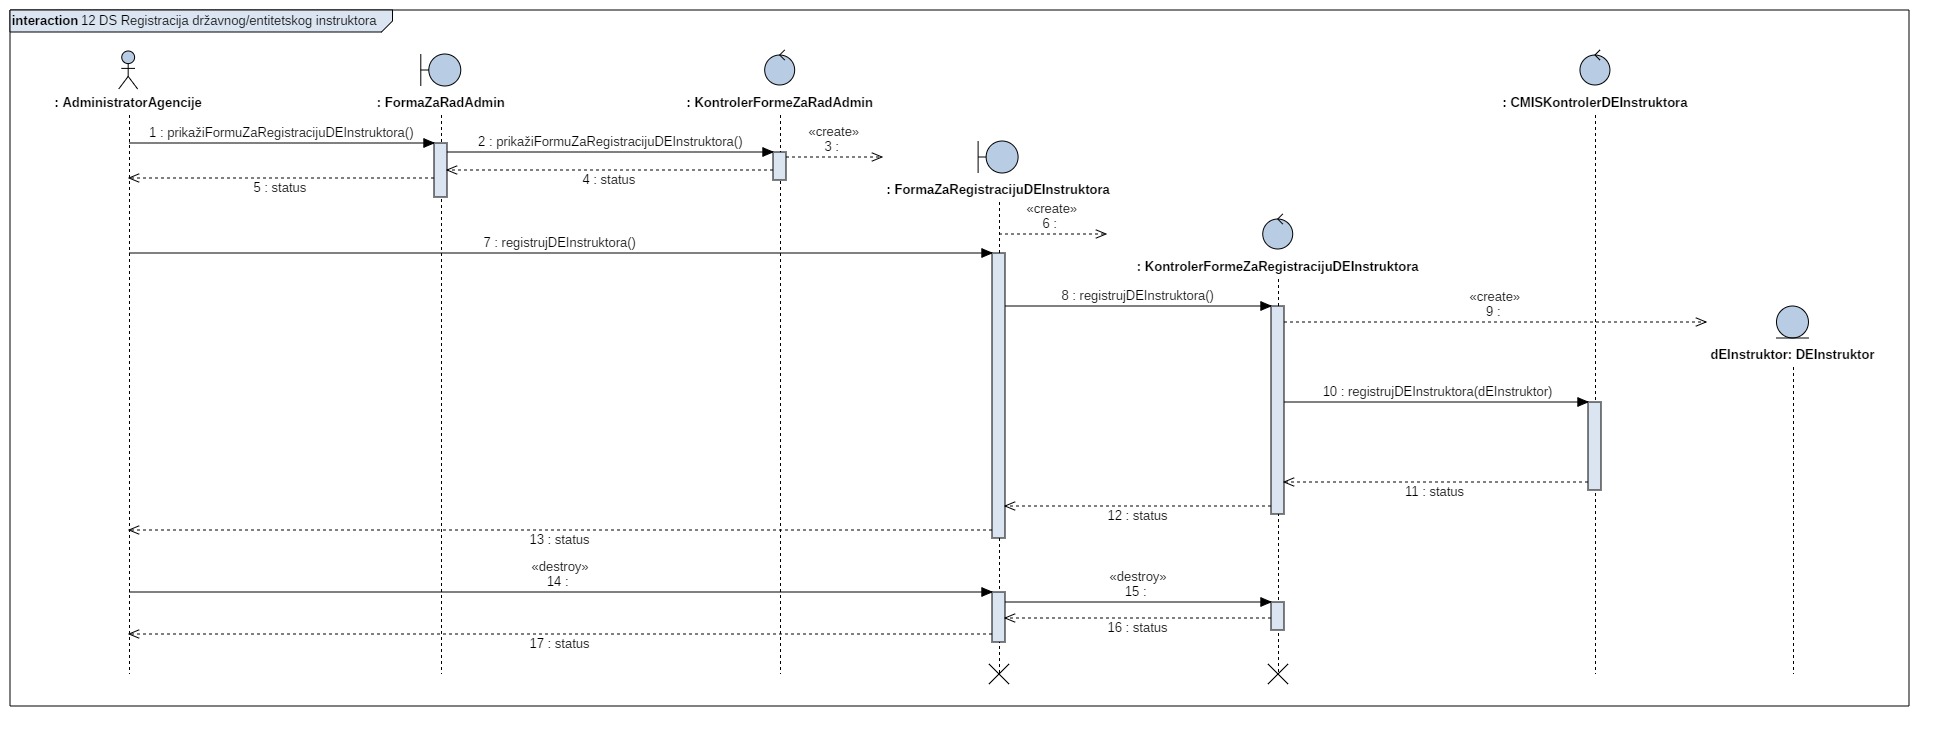 interaction 12 DS Registracija državnog/entitetskog instruktora
: AdministratorAgencije
: FormaZaRadAdmin
: KontrolerFormeZaRadAdmin
: CMISKontrolerDEInstruktora
1 : prikažiFormuZaRegistracijuDEInstruktora()
2 : prikažiFormuZaRegistracijuDEInstruktora()
«create»
3 :
4 : status
5 : status
: FormaZaRegistracijuDEInstruktora
«create»
6 :
7 : registrujDEInstruktora()
: KontrolerFormeZaRegistracijuDEInstruktora
8 : registrujDEInstruktora()
«create»
9 :
dEInstruktor: DEInstruktor
10 : registrujDEInstruktora(dEInstruktor)
11 : status
12 : status
13 : status
«destroy»
14 :
«destroy»
15 :
16 : status
17 : status